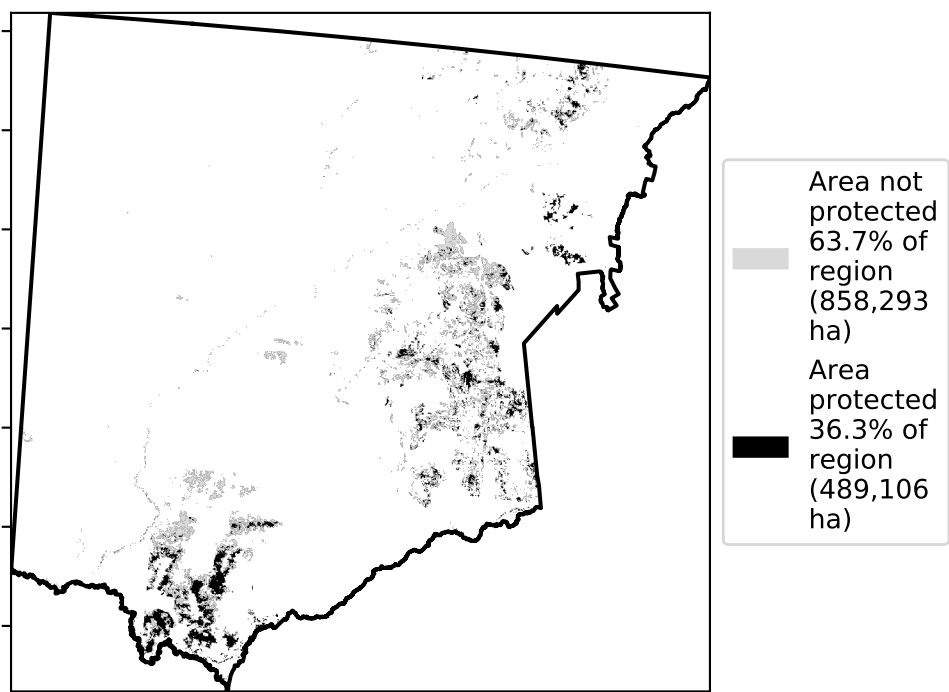 Area not
protected
63.7% of
region
(858,293
ha)
Area
protected
36.3% of
region
(489,106
ha)